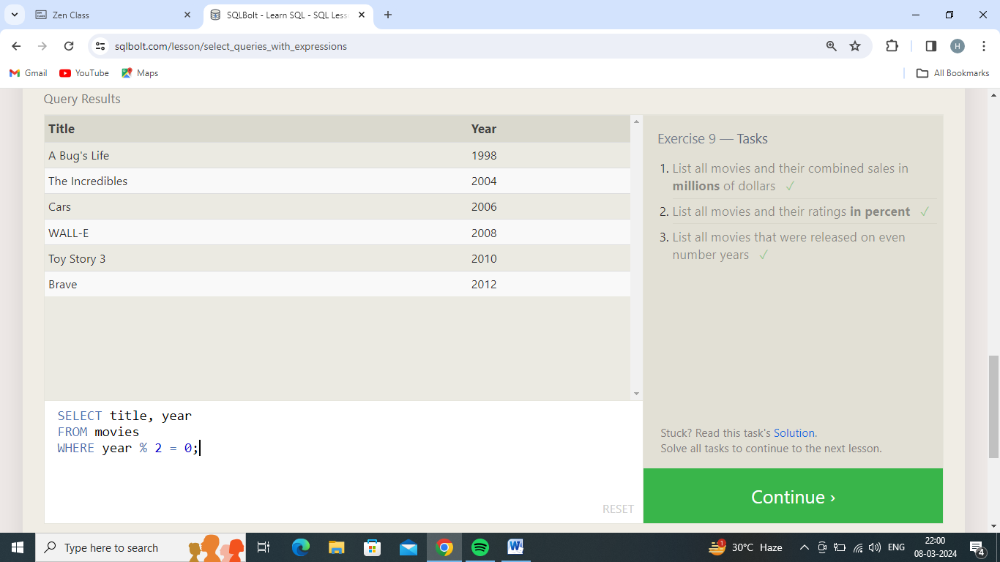 Zen Class
SQLBolt - Learn SQL - SQL Less
sqlbolt.com/lesson/select_queries_with_expressions
H
Gmail
YouTube
Maps
All Bookmarks
Query Results
Title Year
A Bug's Life 1998
The Incredibles 2004
Cars 2006
WALL-E 2008
Toy Story 3 2010
Brave 2012
SELECT title, year
FROM movies
WHERE year % 2 = 0;
RESET
Exercise 9 — Tasks
1. List all movies and their combined sales in
millions of dollars ✓
2. List all movies and their ratings in percent ✓
3. List all movies that were released on even
number years ✓
Stuck? Read this task's Solution.
Solve all tasks to continue to the next lesson.
Continue ›
Type here to search
W
1
30°C Haze
ENG
22:00
08-03-2024
4